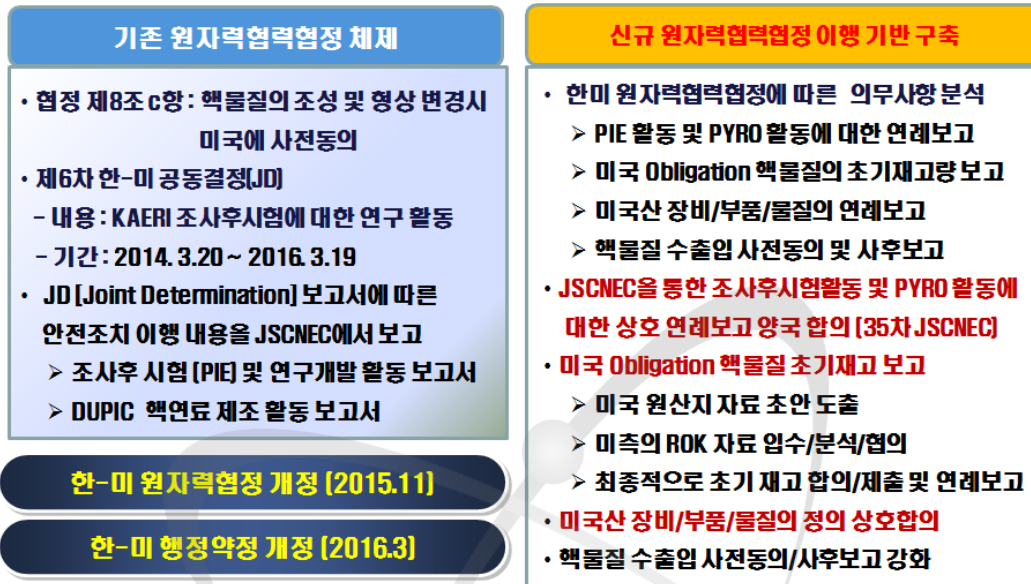 기존 원자력협력협정 체제
• 협정 제8조 c항 : 핵물질의 조성 및 형상 변경시
미국에 사전동의
• 제6차 한-미 공동결정(JD)
- 내용 : KAERI 조사후시험에 대한 연구 활동
- 기간 : 2014. 3.20 ~ 2016. 3.19
• JD [Joint Determination] 보고서에 따른
안전조치 이행 내용을 JSCNEC에서 보고
➢ 조사후 시험 [PIE] 및 연구개발 활동 보고서
➢ DUPIC 핵연료 제조 활동 보고서
한-미 원자력협정 개정 [2015.11]
한-미 행정약정 개정 [2016.3]
신규 원자력협력협정 이행 기반 구축
• 한미 원자력협력협정에 따른 의무사항 분석
➢ PIE 활동 및 PYRO 활동에 대한 연례보고
➢ 미국 Obligation 핵물질의 초기재고량 보고
➢ 미국산 장비/부품/물질의 연례보고
➢ 핵물질 수출입 사전동의 및 사후보고
• JSCNEC을 통한 조사후시험활동 및 PYRO 활동에
대한 상호 연례보고 양국 합의 [35차 JSCNEC]
• 미국 Obligation 핵물질 초기재고 보고
➢ 미국 원산지 자료 초안 도출
➢ 미측의 ROK 자료 입수/분석/협의
➢ 최종적으로 초기 재고 합의/제출 및 연례보고
• 미국산 장비/부품/물질의 정의 상호합의
• 핵물질 수출입 사전동의/사후보고 강화